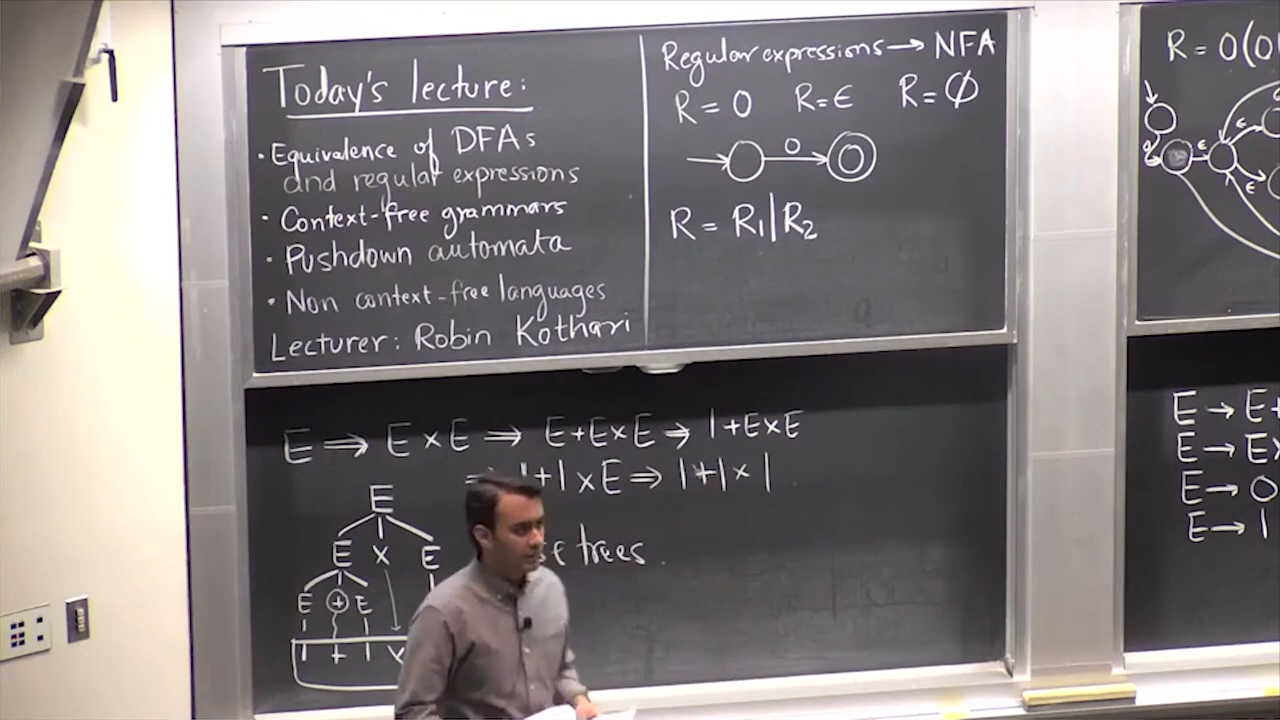 Today's lecture:
• Equivalence of DFAs
and regular expressions
• Context-free grammars
• Pushdown automata
• Non context-free languages
Lecturer: Robin Kothari
Regular expressions → NFA
R = 0 R = ε R = ∅
0
R = R₁|R₂
R = 0(0
ε
ε
ε
E ⇒ E × E ⇒ E+E×E ⇒ 1+E×E
1+1×E ⇒ 1+1×1
E
E × E
E + E
1 + 1 ×
trees
E → E+
E → E×
E → 0
E → 1